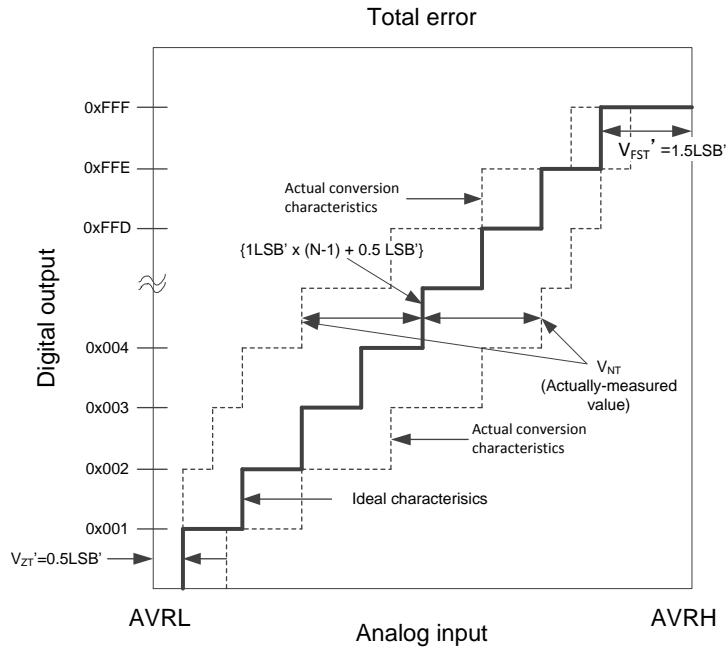 Total error
0xFFF
0xFFE
0xFFD
0x004
0x003
0x002
0x001
Digital output
Actual conversion
characteristics
{1LSB' x (N-1) + 0.5 LSB'}
VFST' =1.5LSB'
VNT
(Actually-measured
value)
Actual conversion
characteristics
Ideal characterisics
VZT'=0.5LSB'
AVRL
AVRH
Analog input